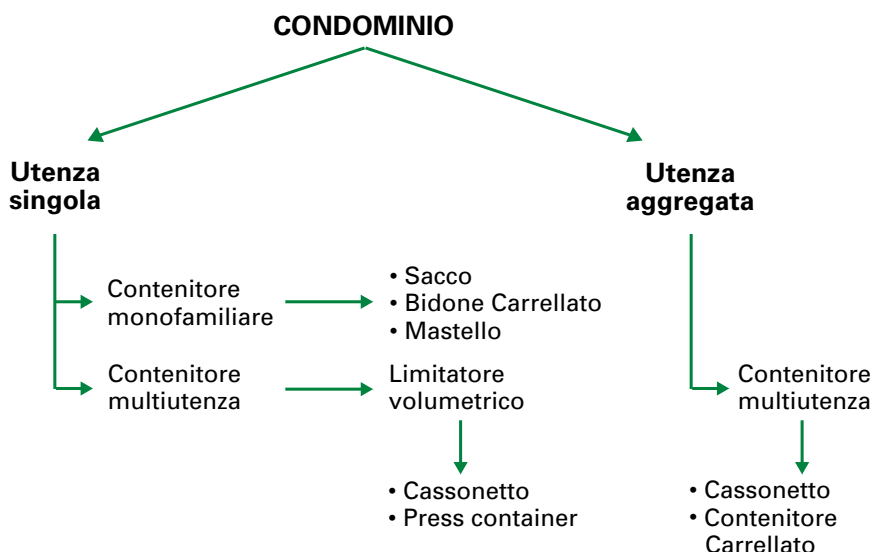 CONDOMINIO
Utenza
singola
Utenza
aggregata
Contenitore
monofamiliare
• Sacco
• Bidone Carrellato
• Mastello
Contenitore
multiutenza
Limitatore
volumetrico
Contenitore
multiutenza
• Cassonetto
• Press container
• Cassonetto
• Contenitore
Carrellato